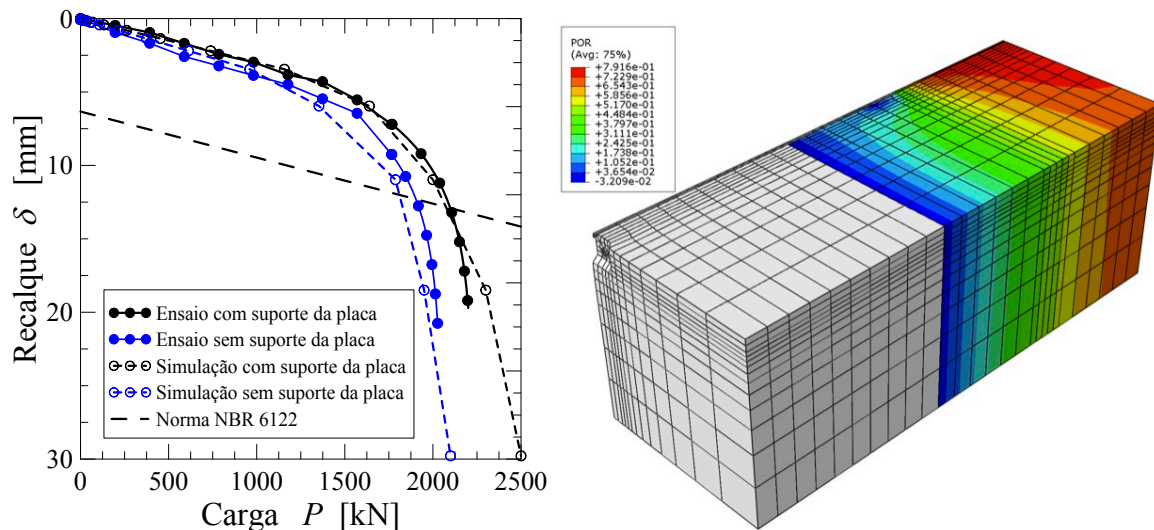 0
10
20
30
Recalque δ [mm]
Ensaio com suporte da placa
Ensaio sem suporte da placa
Simulação com suporte da placa
Simulação sem suporte da placa
Norma NBR 6122
0 500 1000 1500 2000 2500
Carga P [kN]
POR
(Avg: 75%)
+7.916e-01
+7.229e-01
+6.543e-01
+5.856e-01
+5.170e-01
+4.484e-01
+3.797e-01
+3.111e-01
+2.425e-01
+1.738e-01
+1.052e-01
+3.654e-02
-3.209e-02